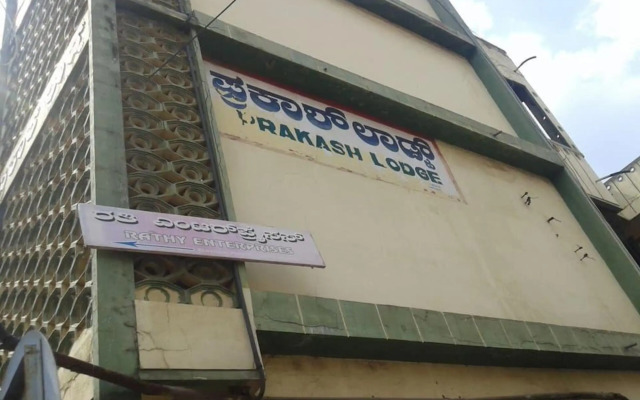 ಪ್ರಕಾಶ್ ಲಾಡ್ಜ್
PRAKASH LODGE
ರತಿ ಎಂಟರ್‌ಪ್ರೈಸಸ್
RATHY ENTERPRISES